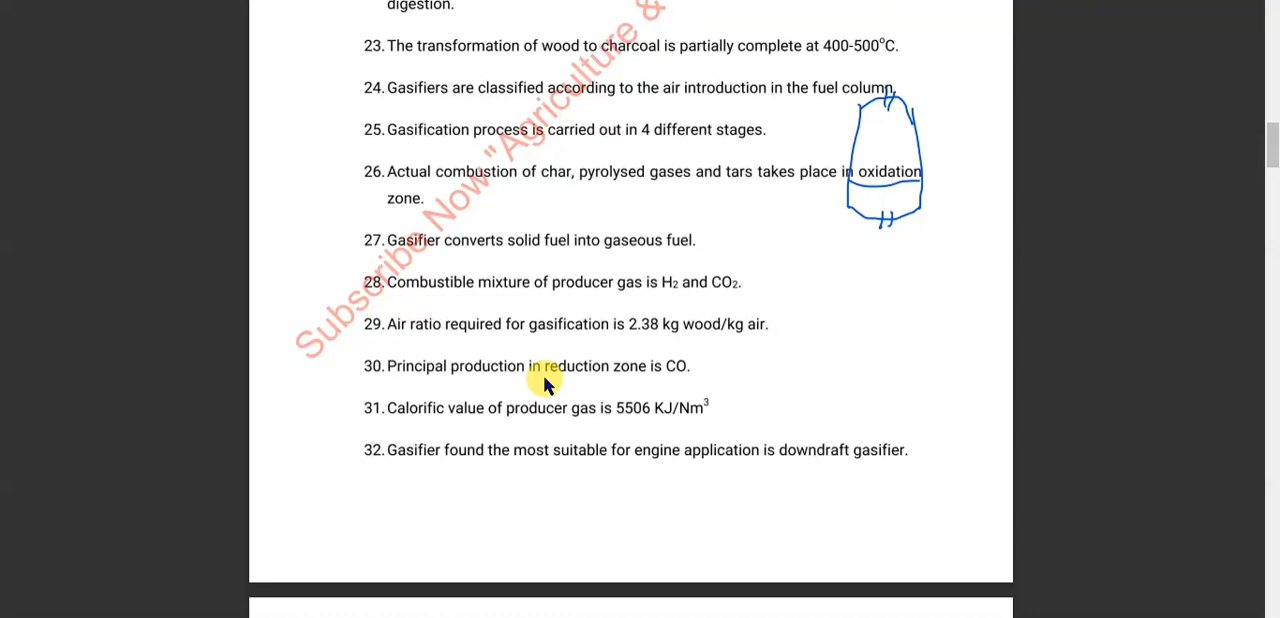 digestion.
23. The transformation of wood to charcoal is partially complete at 400-500°C.
24. Gasifiers are classified according to the air introduction in the fuel column.
25. Gasification process is carried out in 4 different stages.
26. Actual combustion of char, pyrolysed gases and tars takes place in oxidation
zone.
27. Gasifier converts solid fuel into gaseous fuel.
28. Combustible mixture of producer gas is H₂ and CO₂.
29. Air ratio required for gasification is 2.38 kg wood/kg air.
30. Principal production in reduction zone is CO.
31. Calorific value of producer gas is 5506 KJ/Nm³
32. Gasifier found the most suitable for engine application is downdraft gasifier.
Subscribe Now "Agriculture &